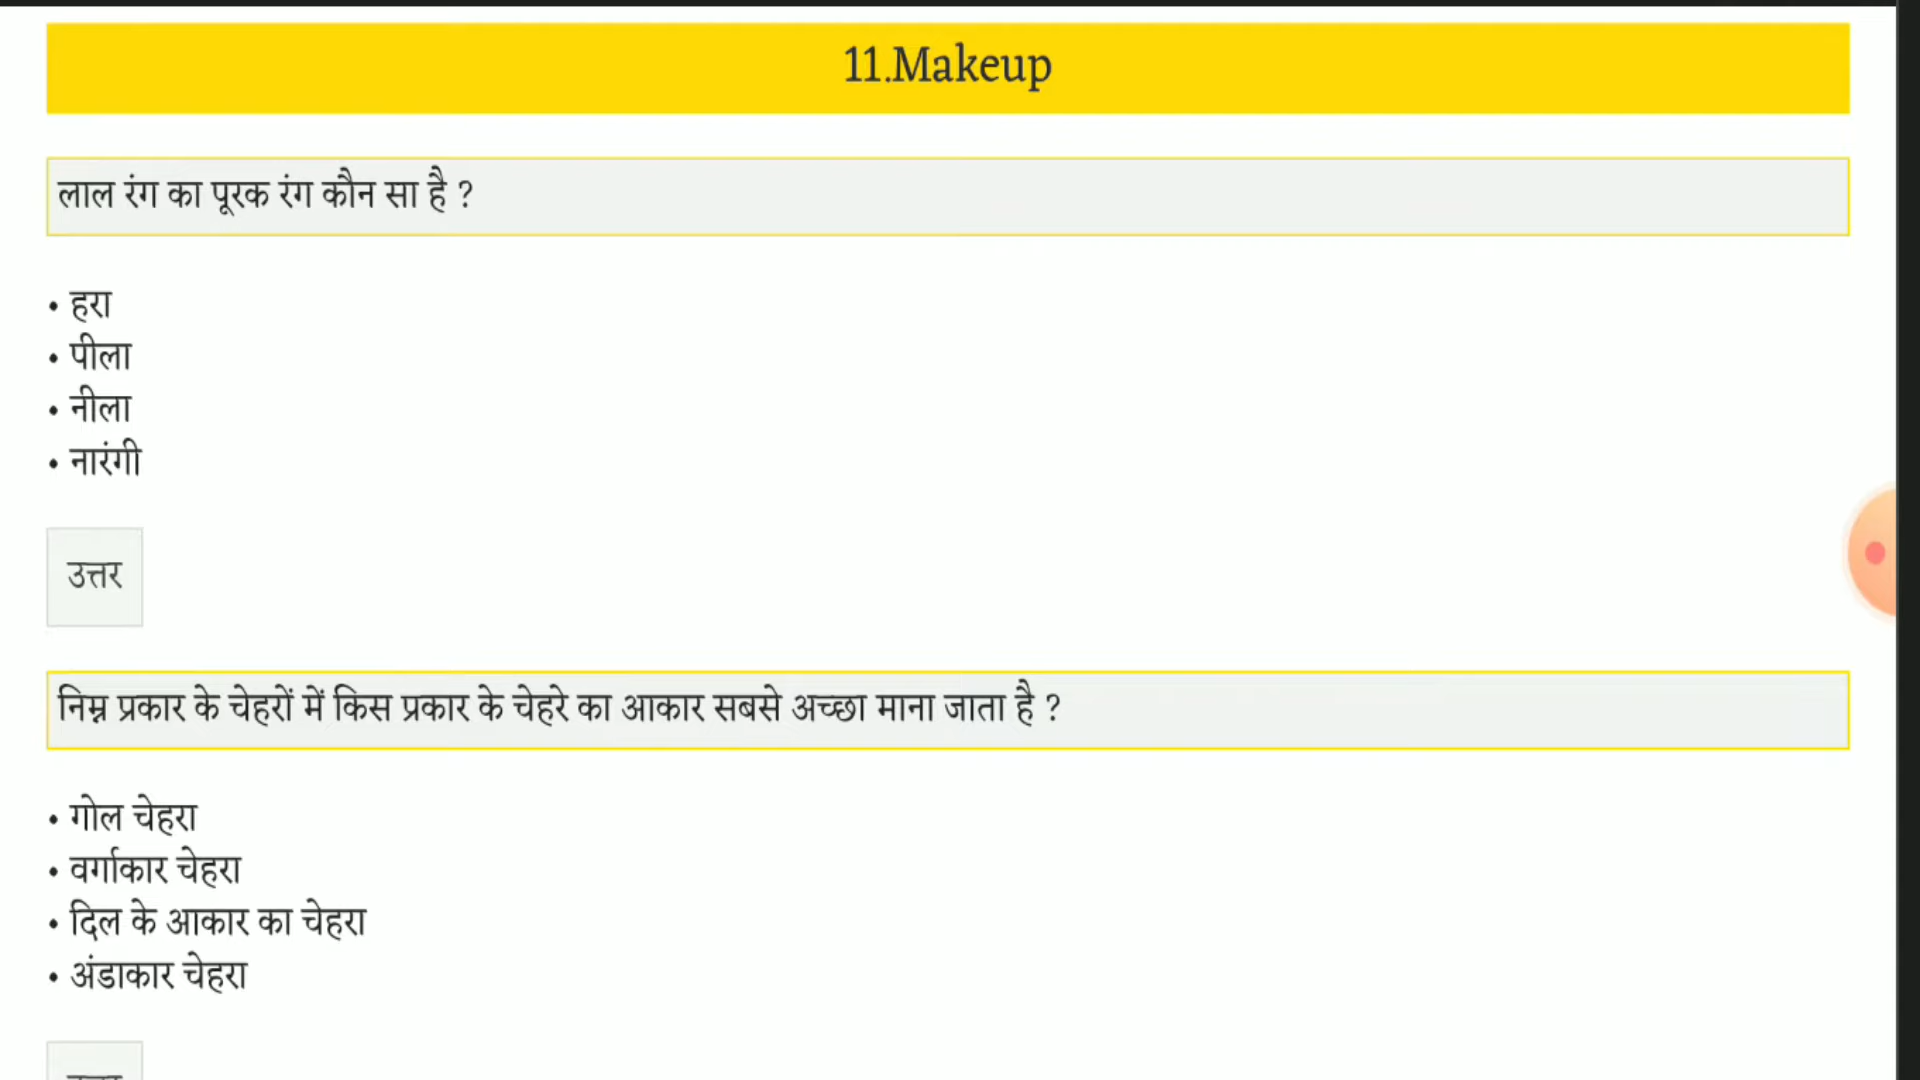 11.Makeup
लाल रंग का पूरक रंग कौन सा है ?
• हरा
• पीला
• नीला
• नारंगी
उत्तर
निम्न प्रकार के चेहरों में किस प्रकार के चेहरे का आकार सबसे अच्छा माना जाता है ?
• गोल चेहरा
• वर्गाकार चेहरा
• दिल के आकार का चेहरा
• अंडाकार चेहरा